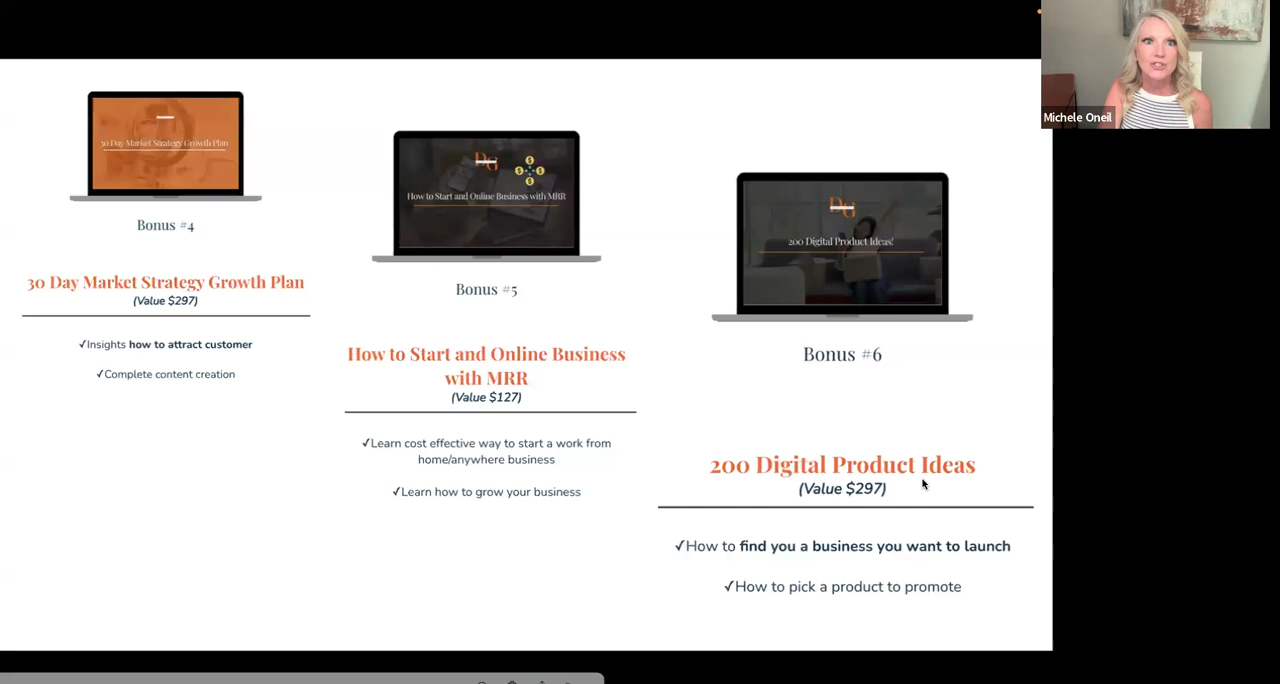 Michele Oneil
30 Day Market Strategy Growth Plan
Bonus #4
30 Day Market Strategy Growth Plan
(Value $297)
✓Insights how to attract customer
✓Complete content creation
DG
$
$ $
$
How to Start and Online Business with MRR
Bonus #5
How to Start and Online Business
with MRR
(Value $127)
✓Learn cost effective way to start a work from
home/anywhere business
✓Learn how to grow your business
DG
200 Digital Product Ideas!
Bonus #6
200 Digital Product Ideas
(Value $297)
✓How to find you a business you want to launch
✓How to pick a product to promote